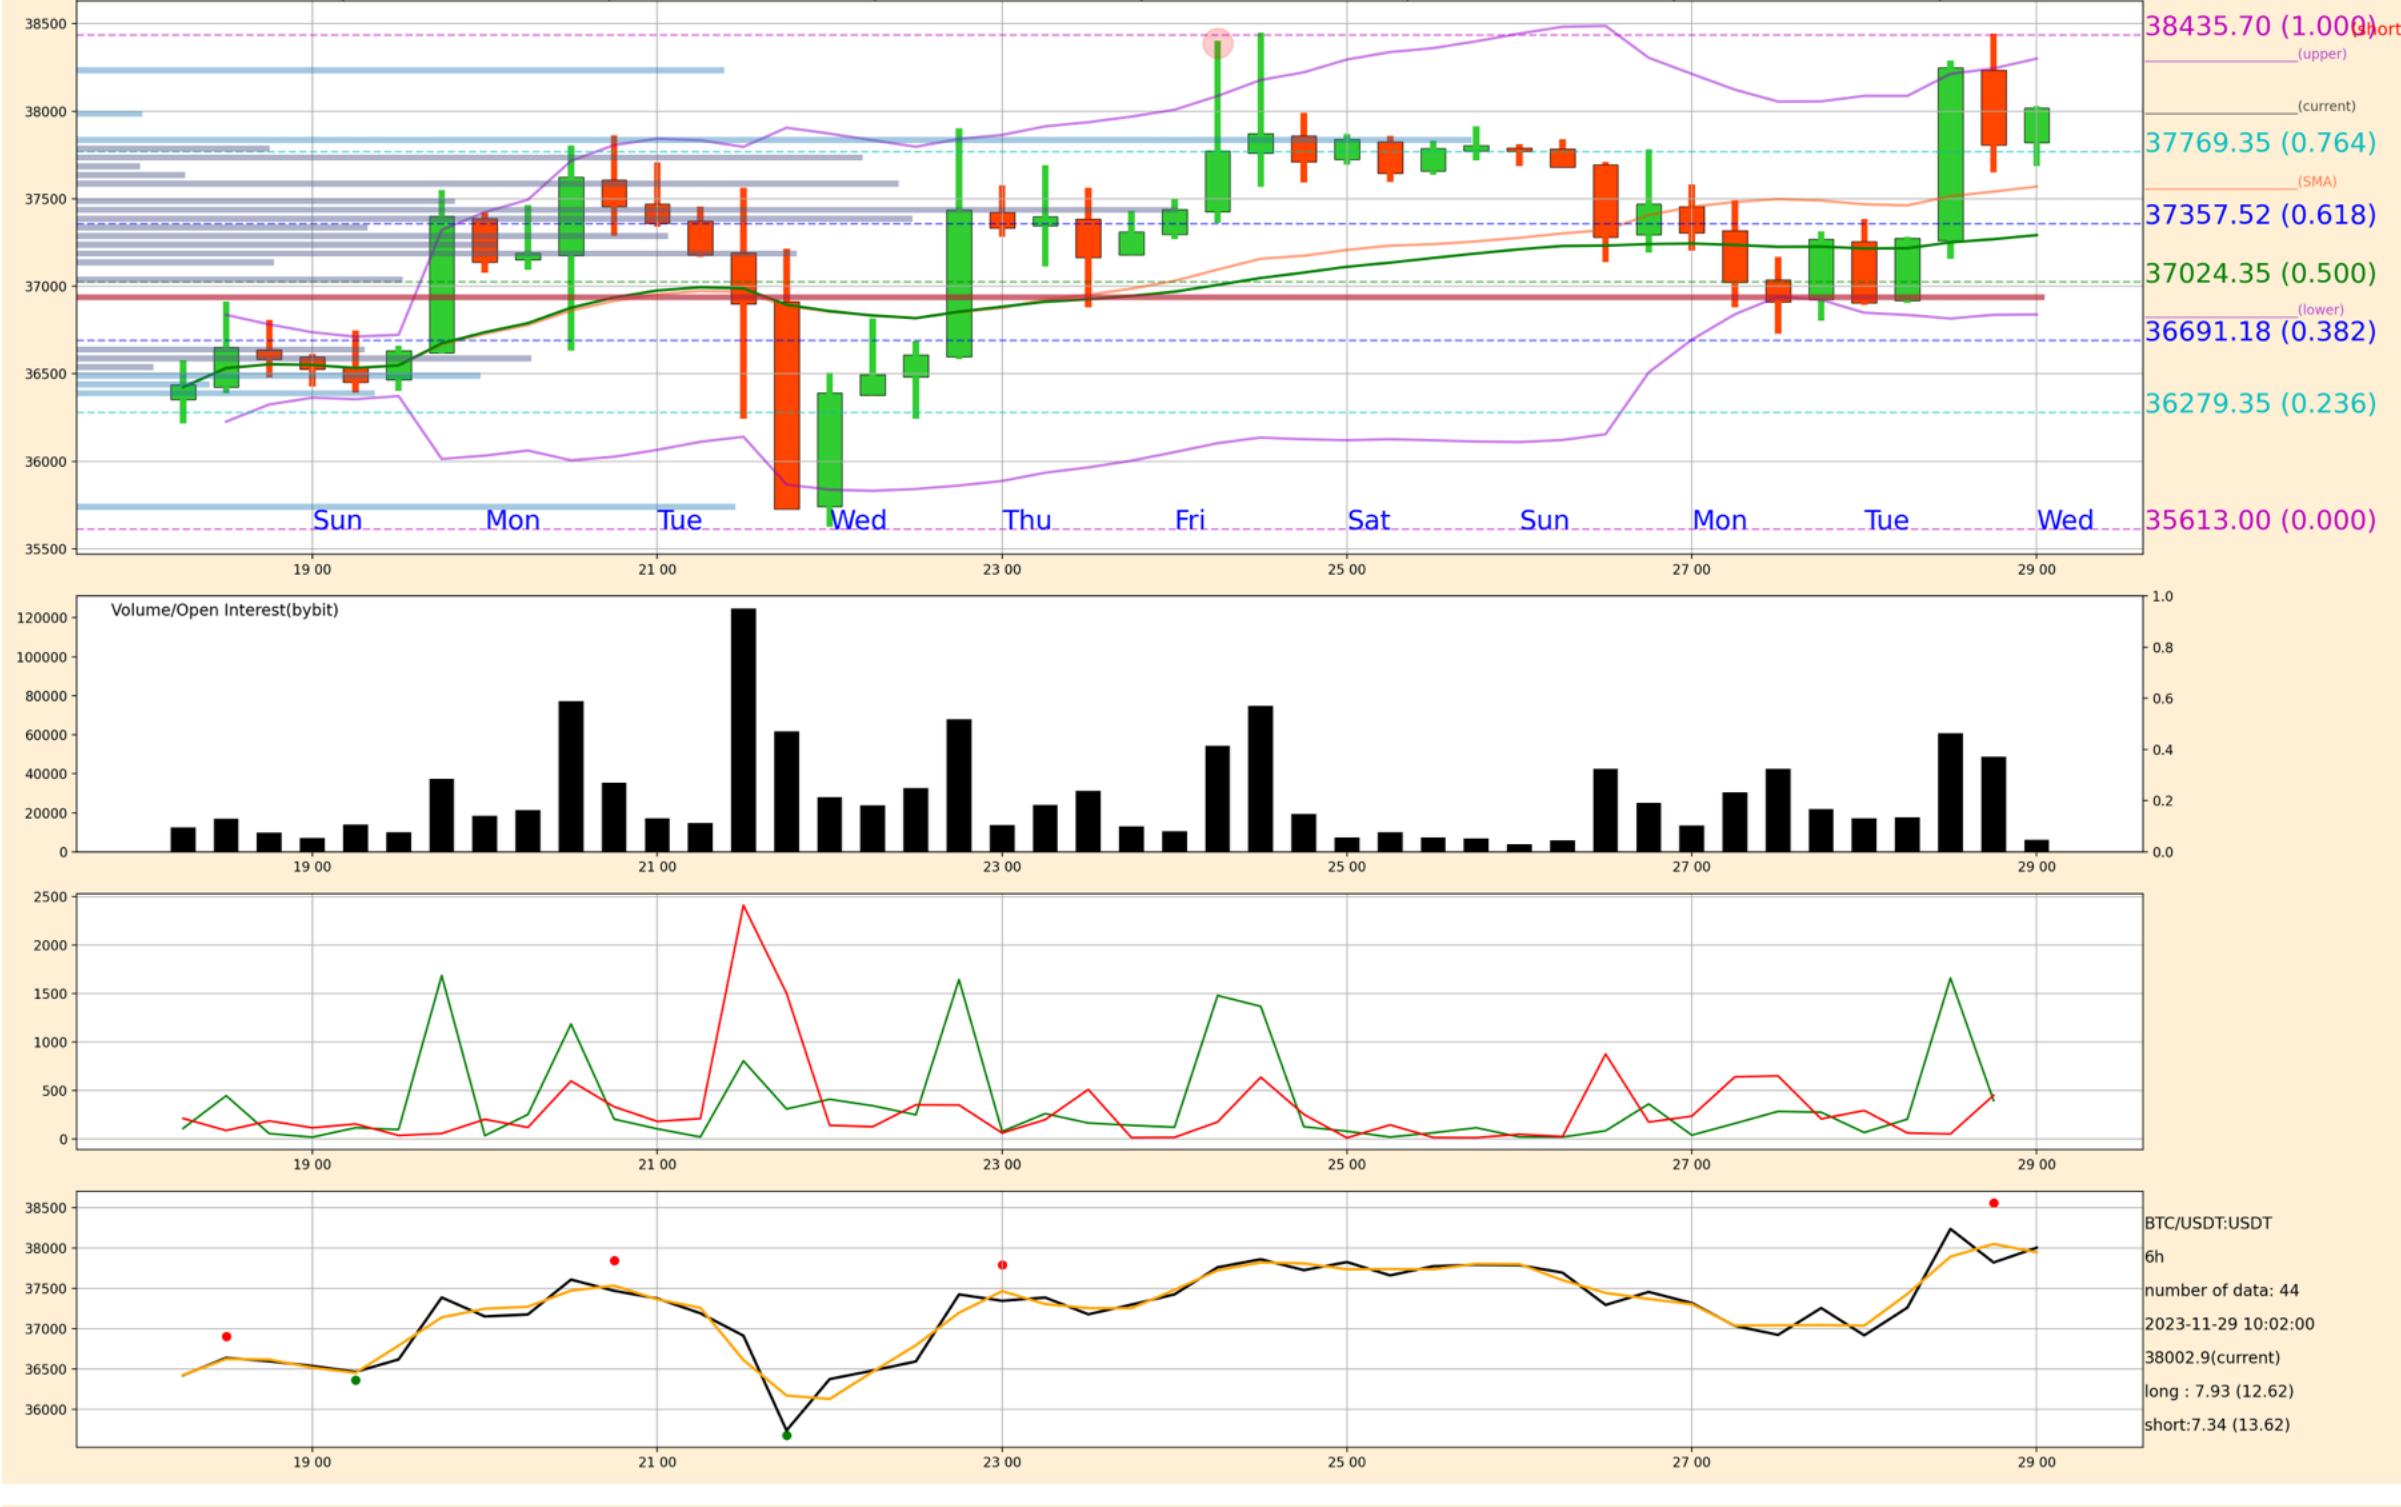 38500
38000
37500
37000
36500
36000
35500
38435.70 (1.000)
(short
(upper)
(current)
37769.35 (0.764)
(SMA)
37357.52 (0.618)
37024.35 (0.500)
(lower)
36691.18 (0.382)
36279.35 (0.236)
35613.00 (0.000)
Sun Mon Tue Wed Thu Fri Sat Sun Mon Tue Wed
19 00 21 00 23 00 25 00 27 00 29 00
Volume/Open Interest(bybit)
120000
100000
80000
60000
40000
20000
0
1.0
0.8
0.6
0.4
0.2
0.0
19 00 21 00 23 00 25 00 27 00 29 00
2500
2000
1500
1000
500
0
19 00 21 00 23 00 25 00 27 00 29 00
38500
38000
37500
37000
36500
36000
BTC/USDT:USDT
6h
number of data: 44
2023-11-29 10:02:00
38002.9(current)
long : 7.93 (12.62)
short:7.34 (13.62)
19 00 21 00 23 00 25 00 27 00 29 00